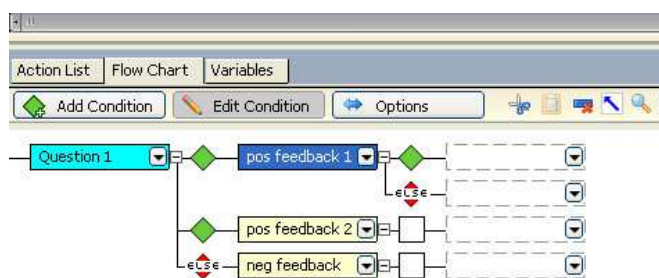 Action List Flow Chart Variables
Add Condition Edit Condition Options
Question 1 pos feedback 1
ELSE
pos feedback 2
ELSE neg feedback